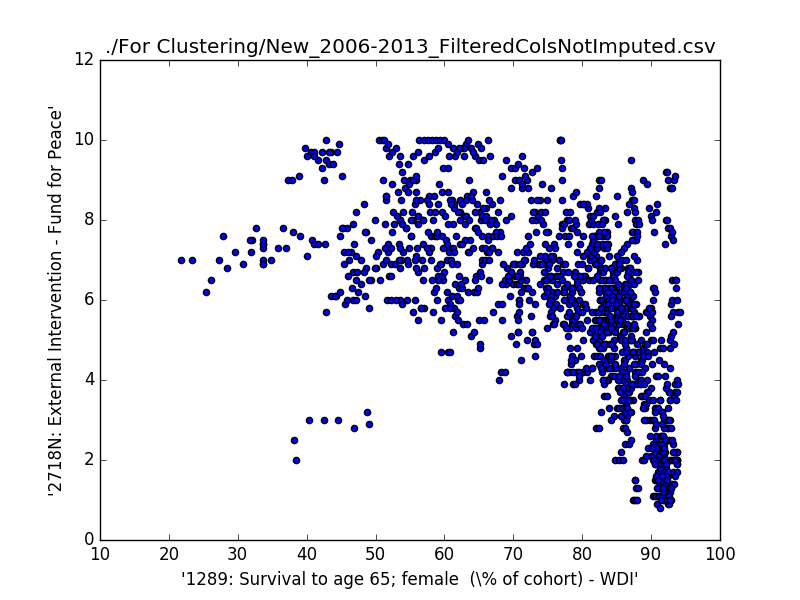 ./For Clustering/New_2006-2013_FilteredColsNotImputed.csv
12
10
8
6
4
2
0
'2718N: External Intervention - Fund for Peace'
10 20 30 40 50 60 70 80 90 100
'1289: Survival to age 65; female  (\% of cohort) - WDI'